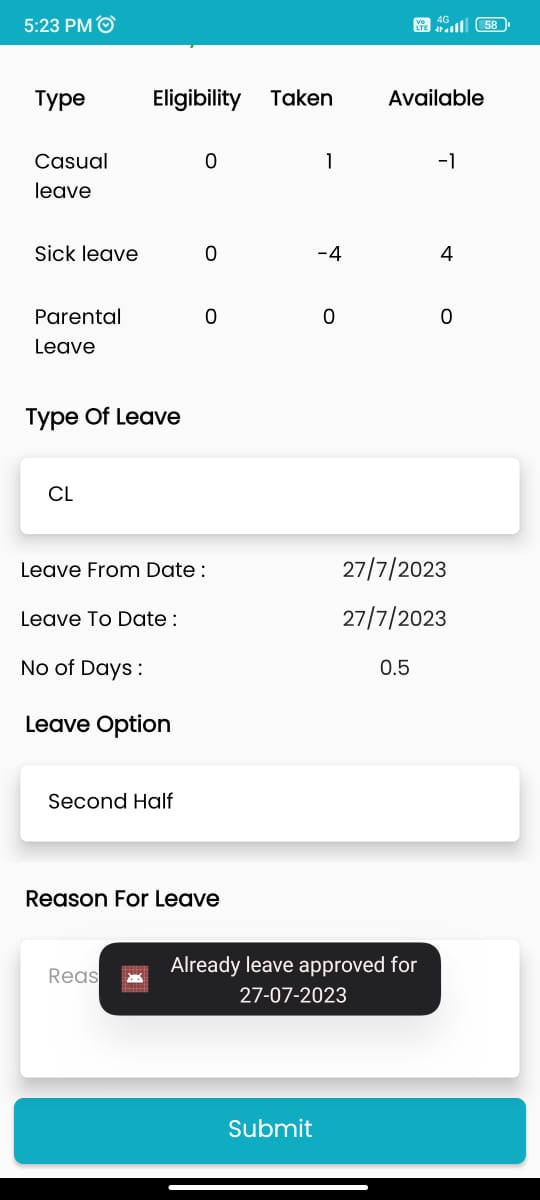 5:23 PM
Vo LTE 4G 58
Type Eligibility Taken Available
Casual 0 1 -1
leave
Sick leave 0 -4 4
Parental 0 0 0
Leave
Type Of Leave
CL
Leave From Date : 27/7/2023
Leave To Date : 27/7/2023
No of Days : 0.5
Leave Option
Second Half
Reason For Leave
Reas
Already leave approved for
27-07-2023
Submit